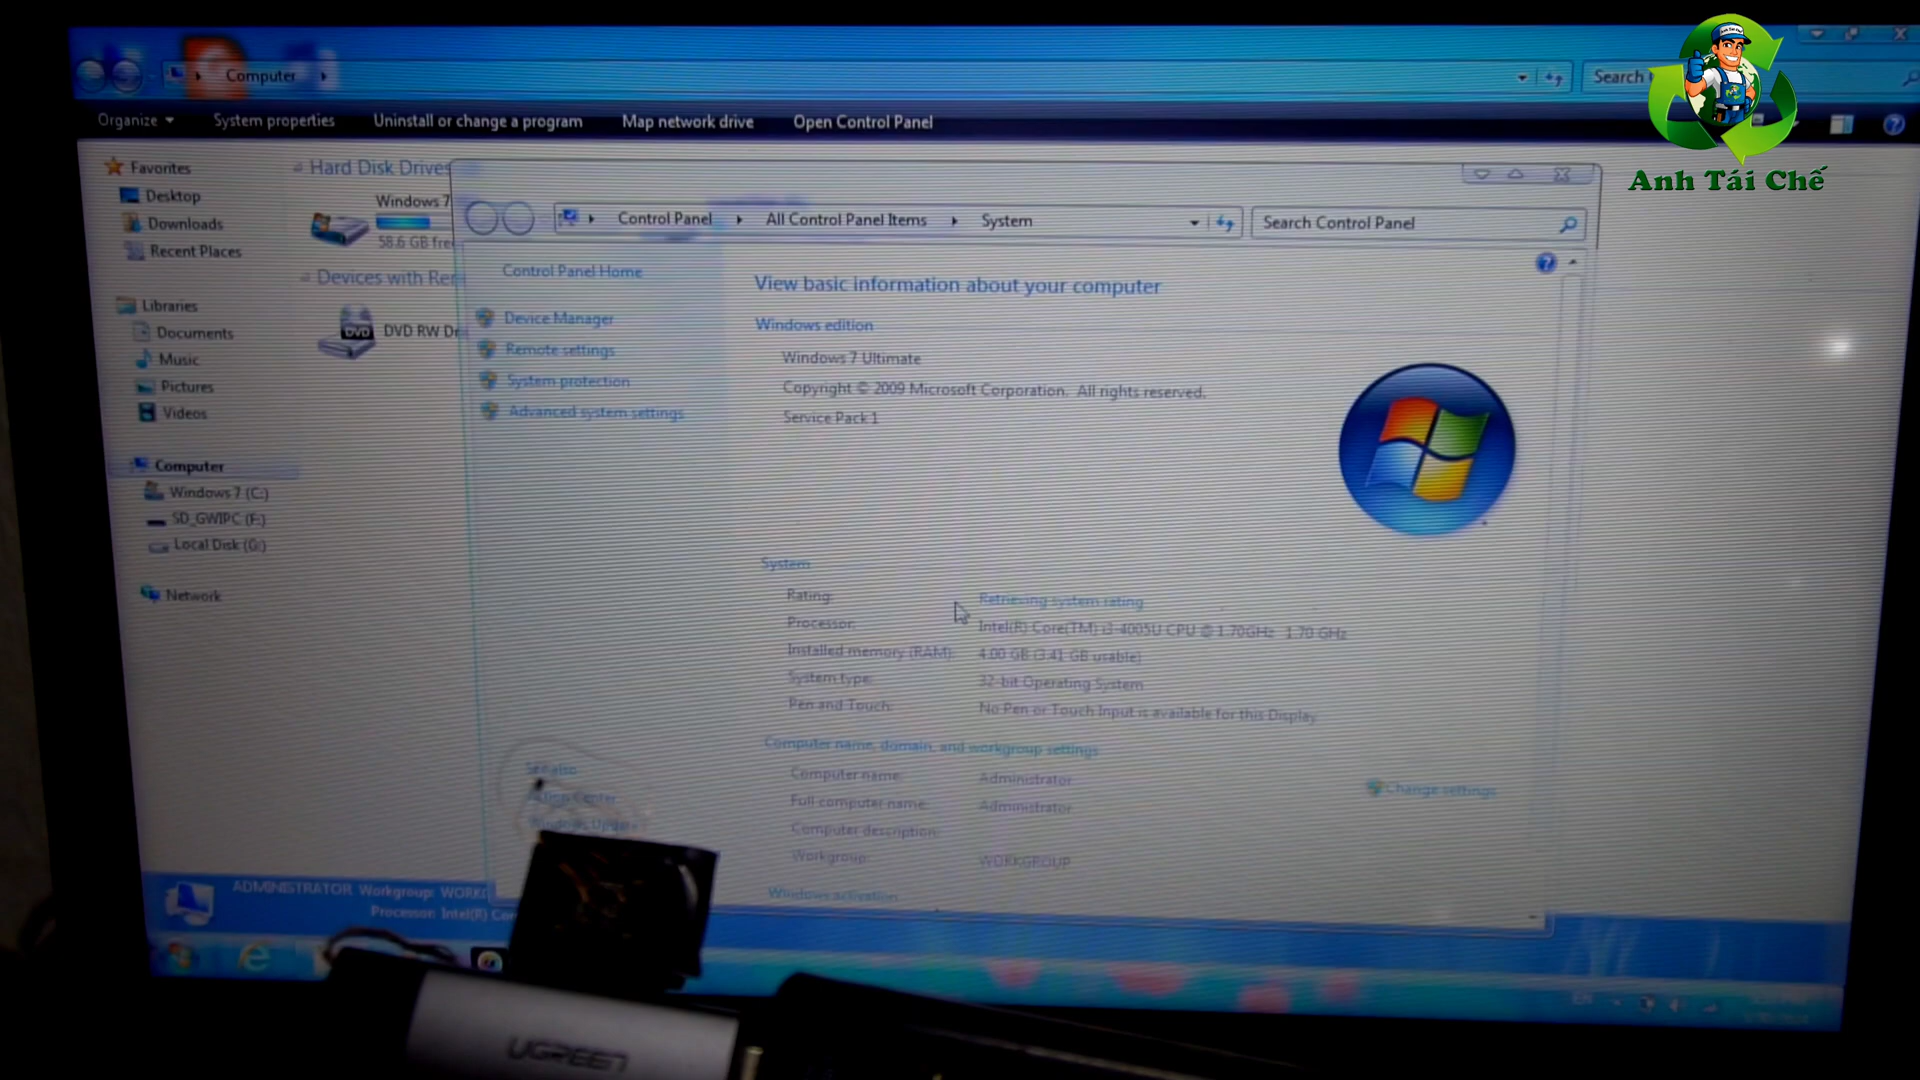 Computer
Search
Organize
System properties
Uninstall or change a program
Map network drive
Open Control Panel
Anh Tái Chế
Favorites
Desktop
Downloads
Recent Places
Libraries
Documents
Music
Pictures
Videos
Computer
Windows 7 (C:)
SD_GWIPC (F:)
Local Disk (G:)
Network
Hard Disk Drives
Windows 7
58.6 GB fre
Devices with Re
DVD RW Dr
Control Panel
All Control Panel Items
System
Search Control Panel
Control Panel Home
Device Manager
Remote settings
System protection
Advanced system settings
See also
Action Center
Windows Update
View basic information about your computer
Windows edition
Windows 7 Ultimate
Copyright © 2009 Microsoft Corporation. All rights reserved.
Service Pack 1
System
Rating: Retrieving system rating
Processor: Intel(R) Core(TM) i3-4005U CPU @ 1.70GHz 1.70 GHz
Installed memory (RAM): 4.00 GB (3.41 GB usable)
System type: 32-bit Operating System
Pen and Touch: No Pen or Touch Input is available for this Display
Computer name, domain, and workgroup settings
Computer name: Administrator
Change settings
Full computer name: Administrator
Computer description:
Workgroup: WORKGROUP
Windows activation
ADMINISTRATOR Workgroup: WORKG
Processor: Intel(R) Cor
EN
UGREEN